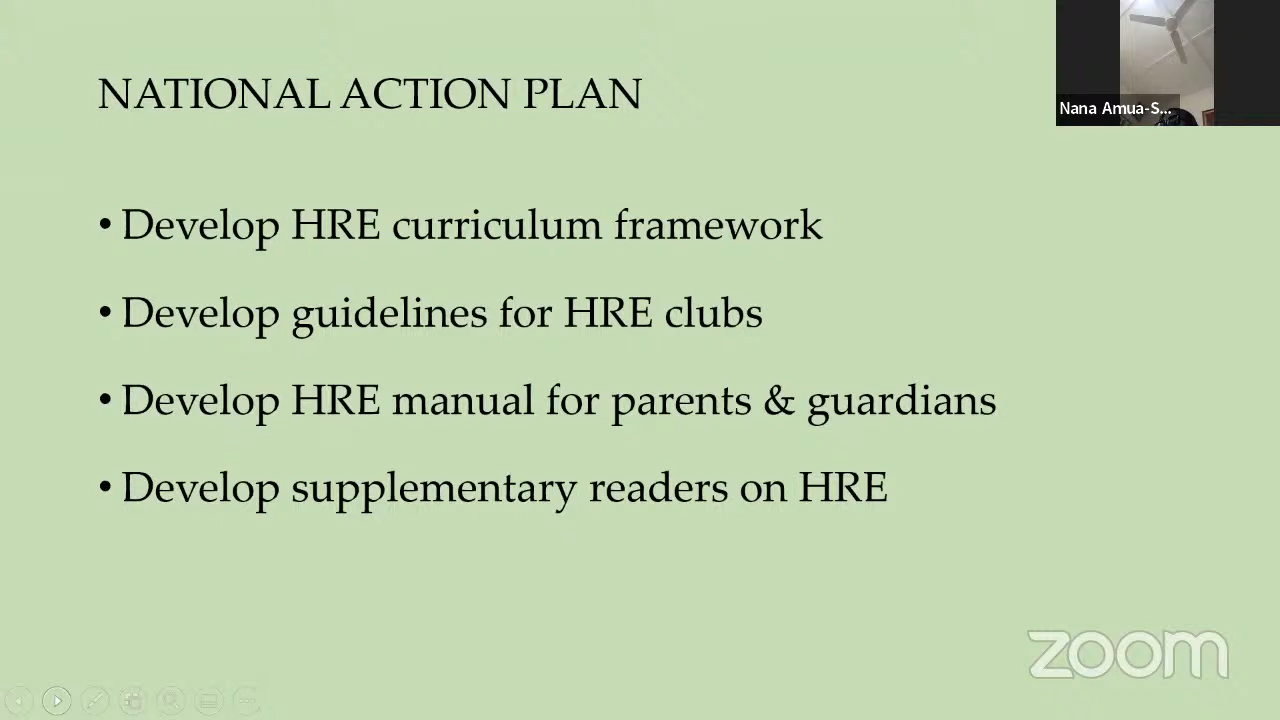 NATIONAL ACTION PLAN
Nana Amua-S...
• Develop HRE curriculum framework
• Develop guidelines for HRE clubs
• Develop HRE manual for parents & guardians
• Develop supplementary readers on HRE
zoom